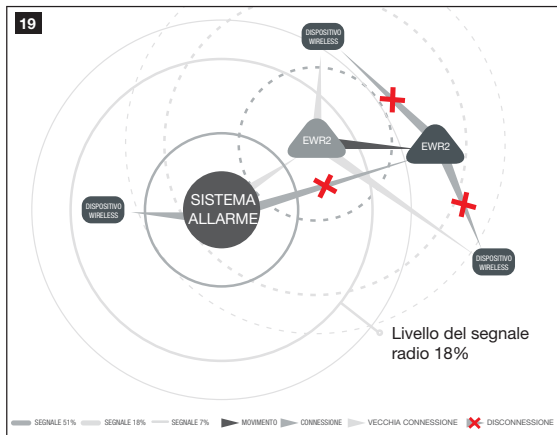 19
DISPOSITIVO
WIRELESS
EWR2
EWR2
SISTEMA
ALLARME
DISPOSITIVO
WIRELESS
DISPOSITIVO
WIRELESS
Livello del segnale
radio 18%
SEGNALE 51% SEGNALE 18% SEGNALE 7% MOVIMENTO CONNESSIONE VECCHIA CONNESSIONE DISCONNESSIONE